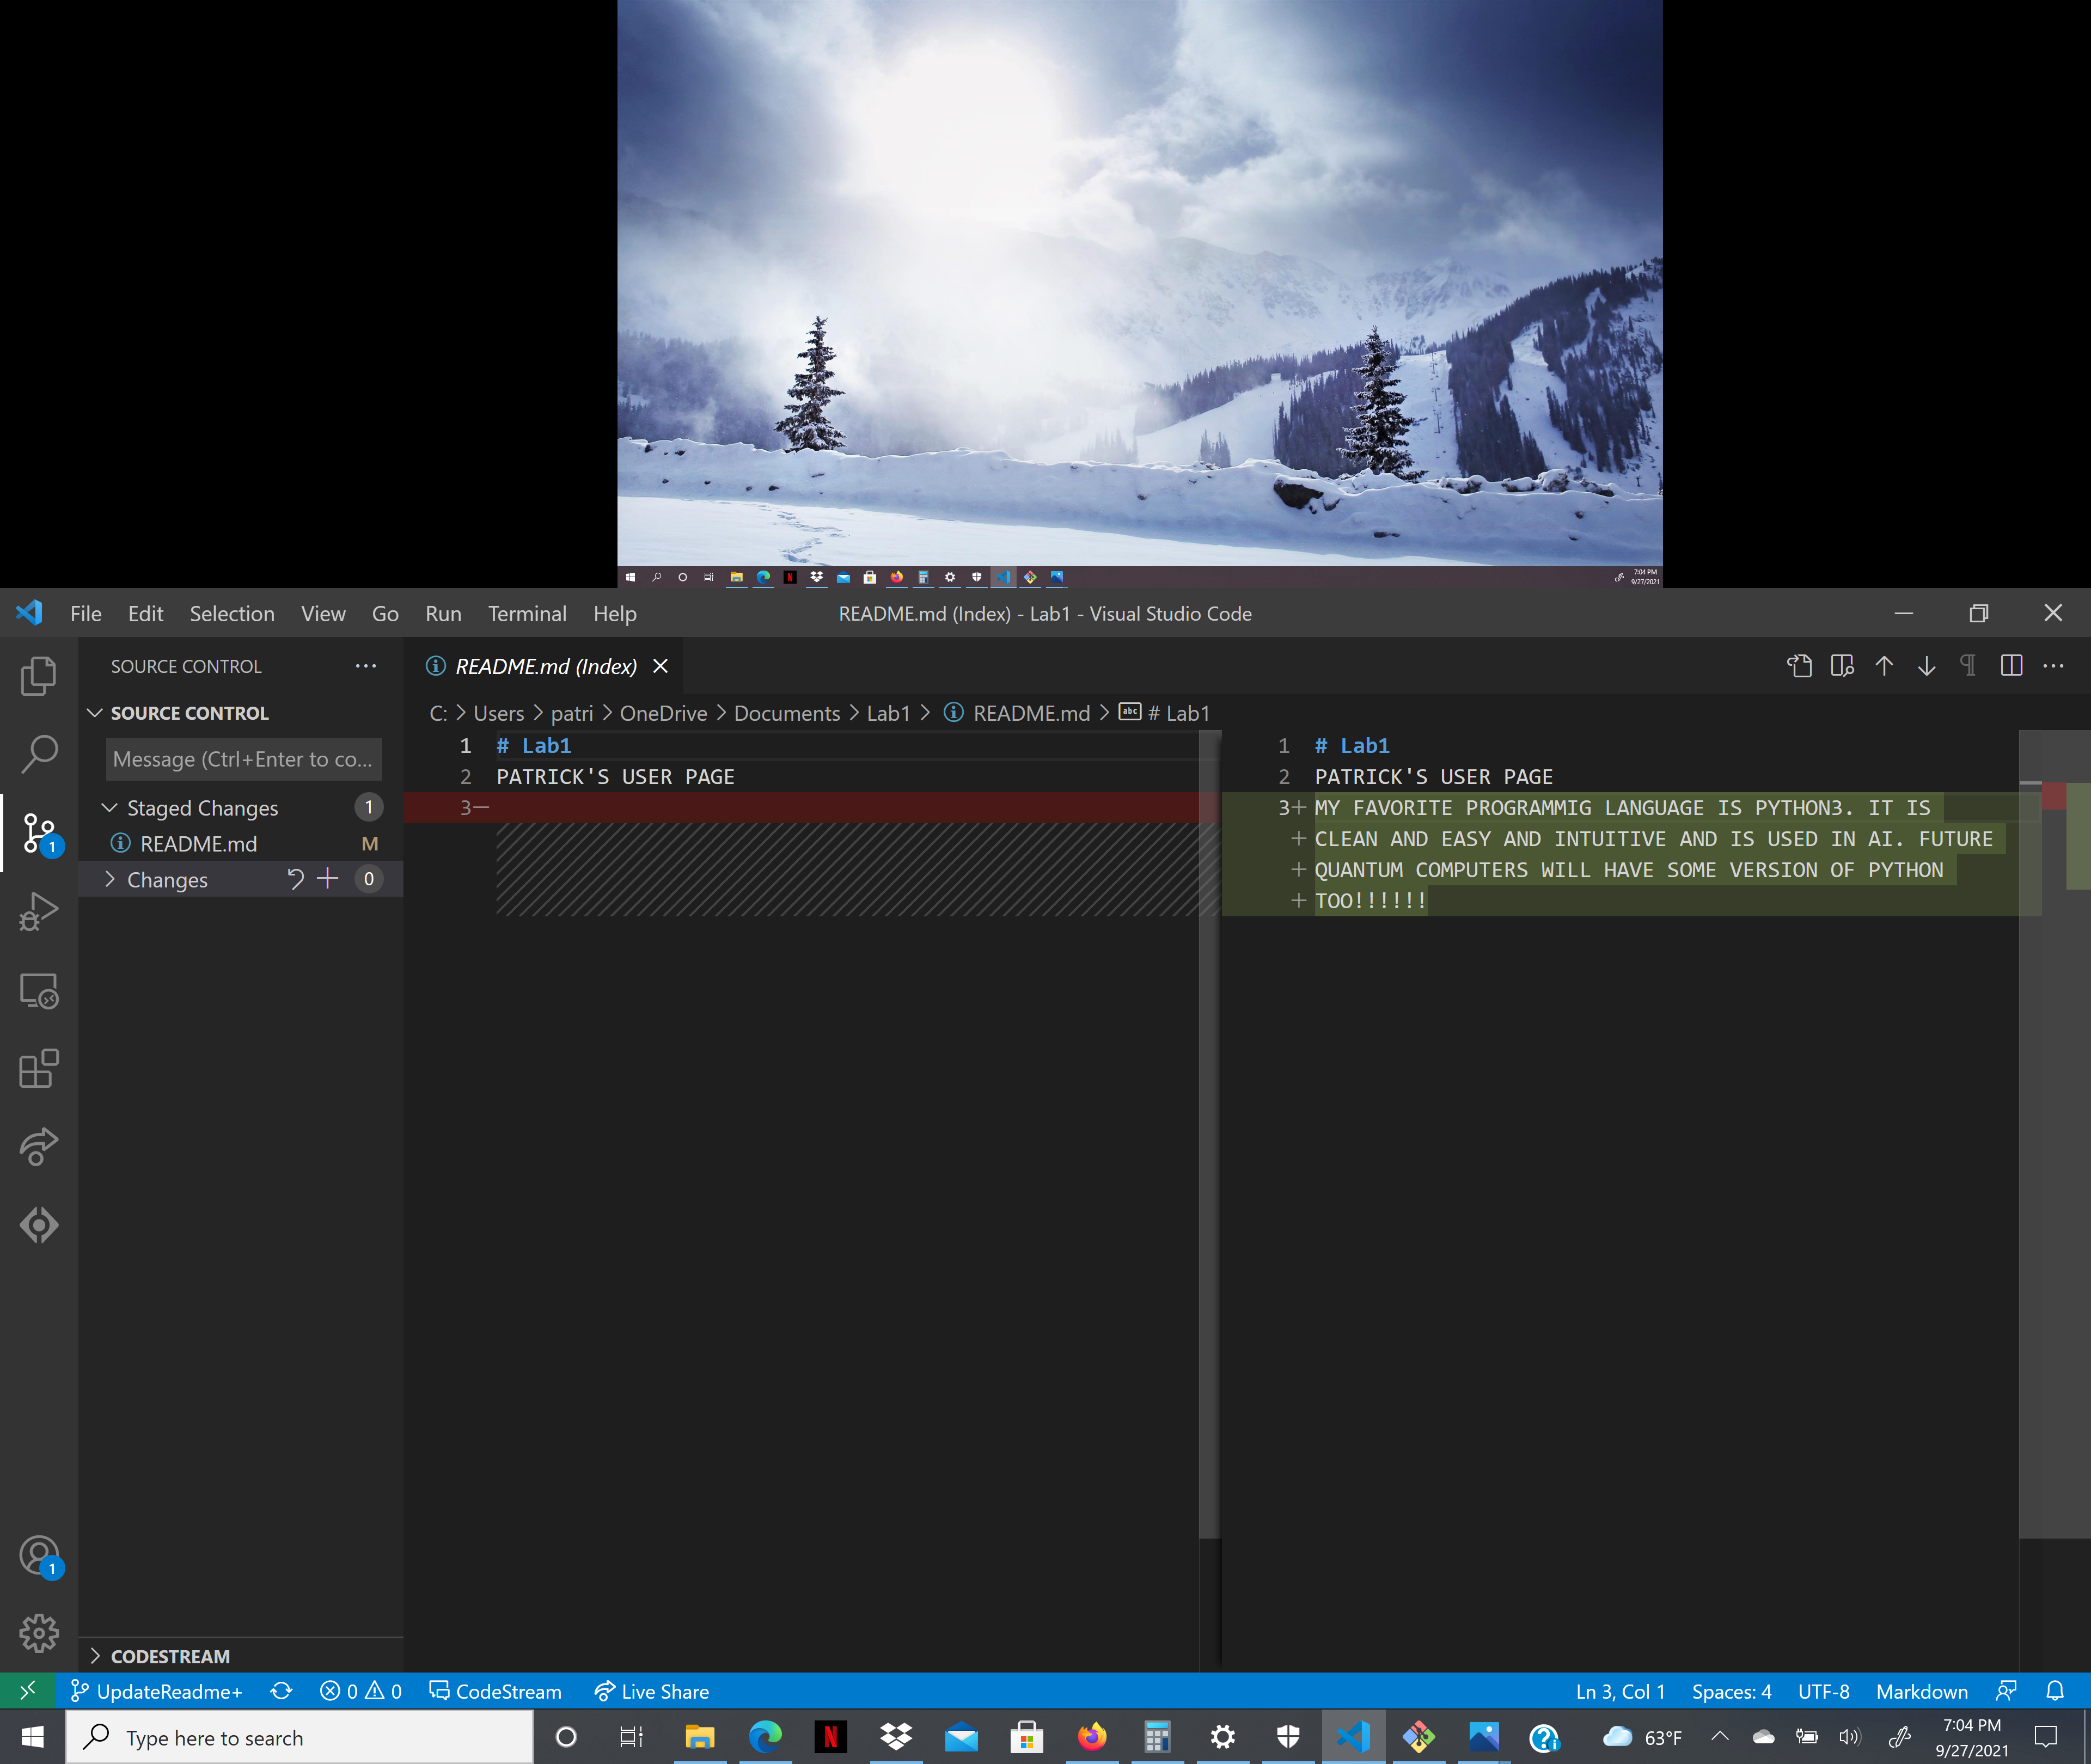 7:04 PM
9/27/2021
File Edit Selection View Go Run Terminal Help
README.md (Index) - Lab1 - Visual Studio Code
SOURCE CONTROL
README.md (Index)
SOURCE CONTROL
C: > Users > patri > OneDrive > Documents > Lab1 > README.md > # Lab1
Message (Ctrl+Enter to co...
Staged Changes 1
README.md M
Changes 0
1 # Lab1
2 PATRICK'S USER PAGE
3—
1 # Lab1
2 PATRICK'S USER PAGE
3+ MY FAVORITE PROGRAMMIG LANGUAGE IS PYTHON3. IT IS
+ CLEAN AND EASY AND INTUITIVE AND IS USED IN AI. FUTURE
+ QUANTUM COMPUTERS WILL HAVE SOME VERSION OF PYTHON
+ TOO!!!!!!
1
1
CODESTREAM
UpdateReadme+ 0 0 CodeStream Live Share
Ln 3, Col 1 Spaces: 4 UTF-8 Markdown
Type here to search
N
63°F
7:04 PM
9/27/2021